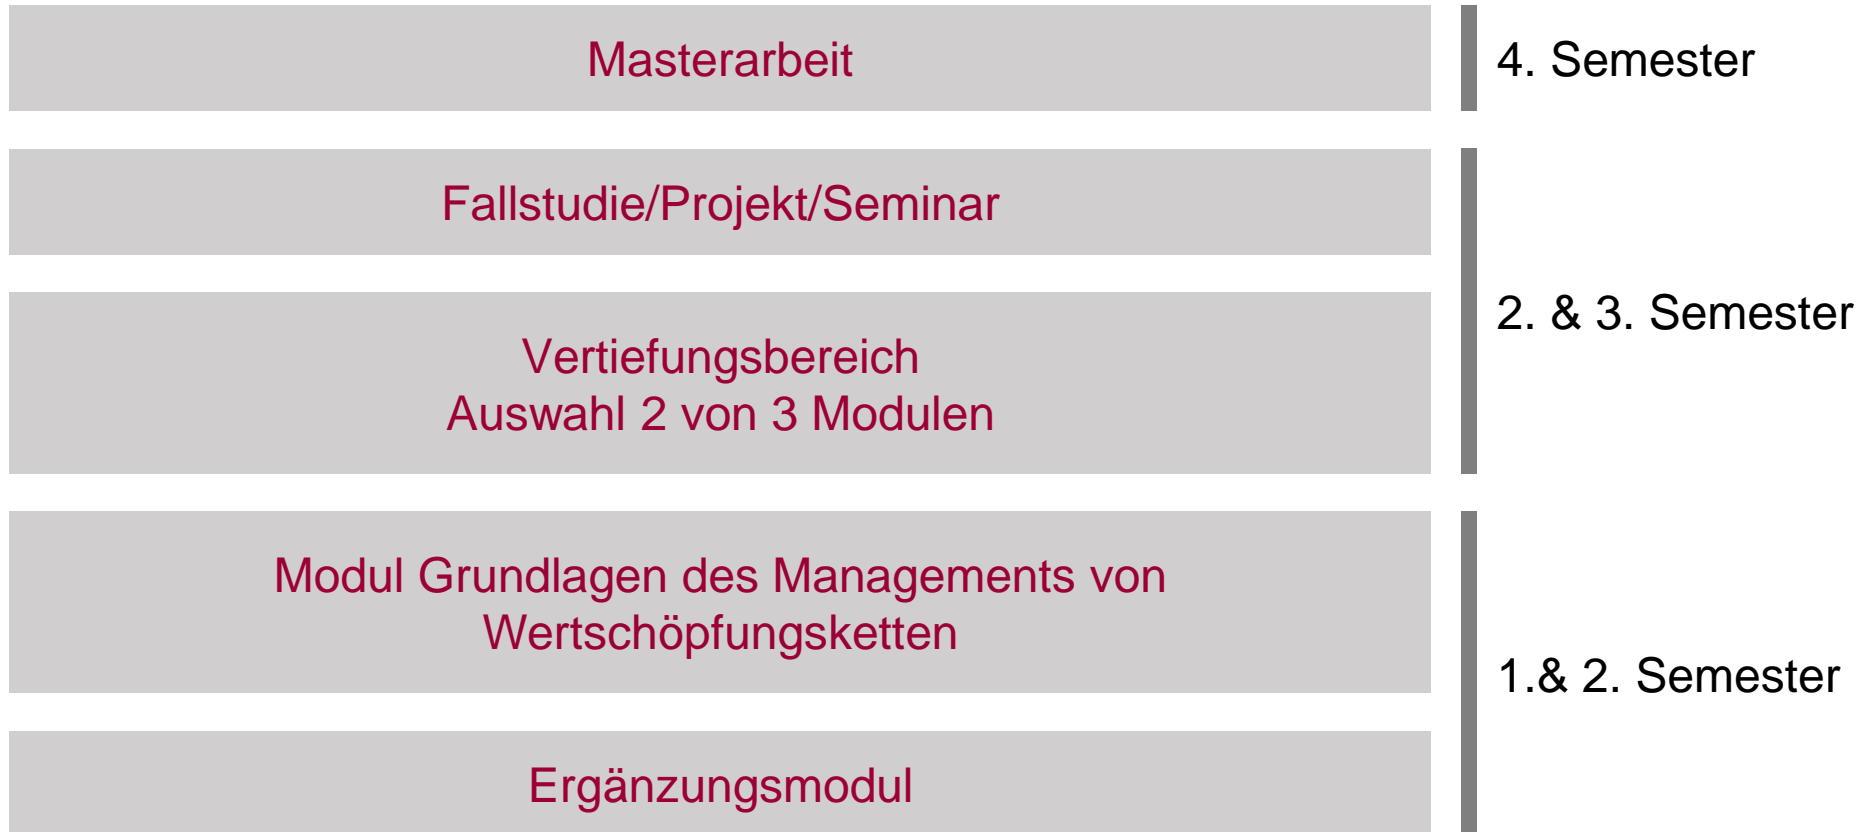 Masterarbeit
4. Semester
Fallstudie/Projekt/Seminar
Vertiefungsbereich
Auswahl 2 von 3 Modulen
2. & 3. Semester
Modul Grundlagen des Managements von
Wertschöpfungsketten
Ergänzungsmodul
1.& 2. Semester